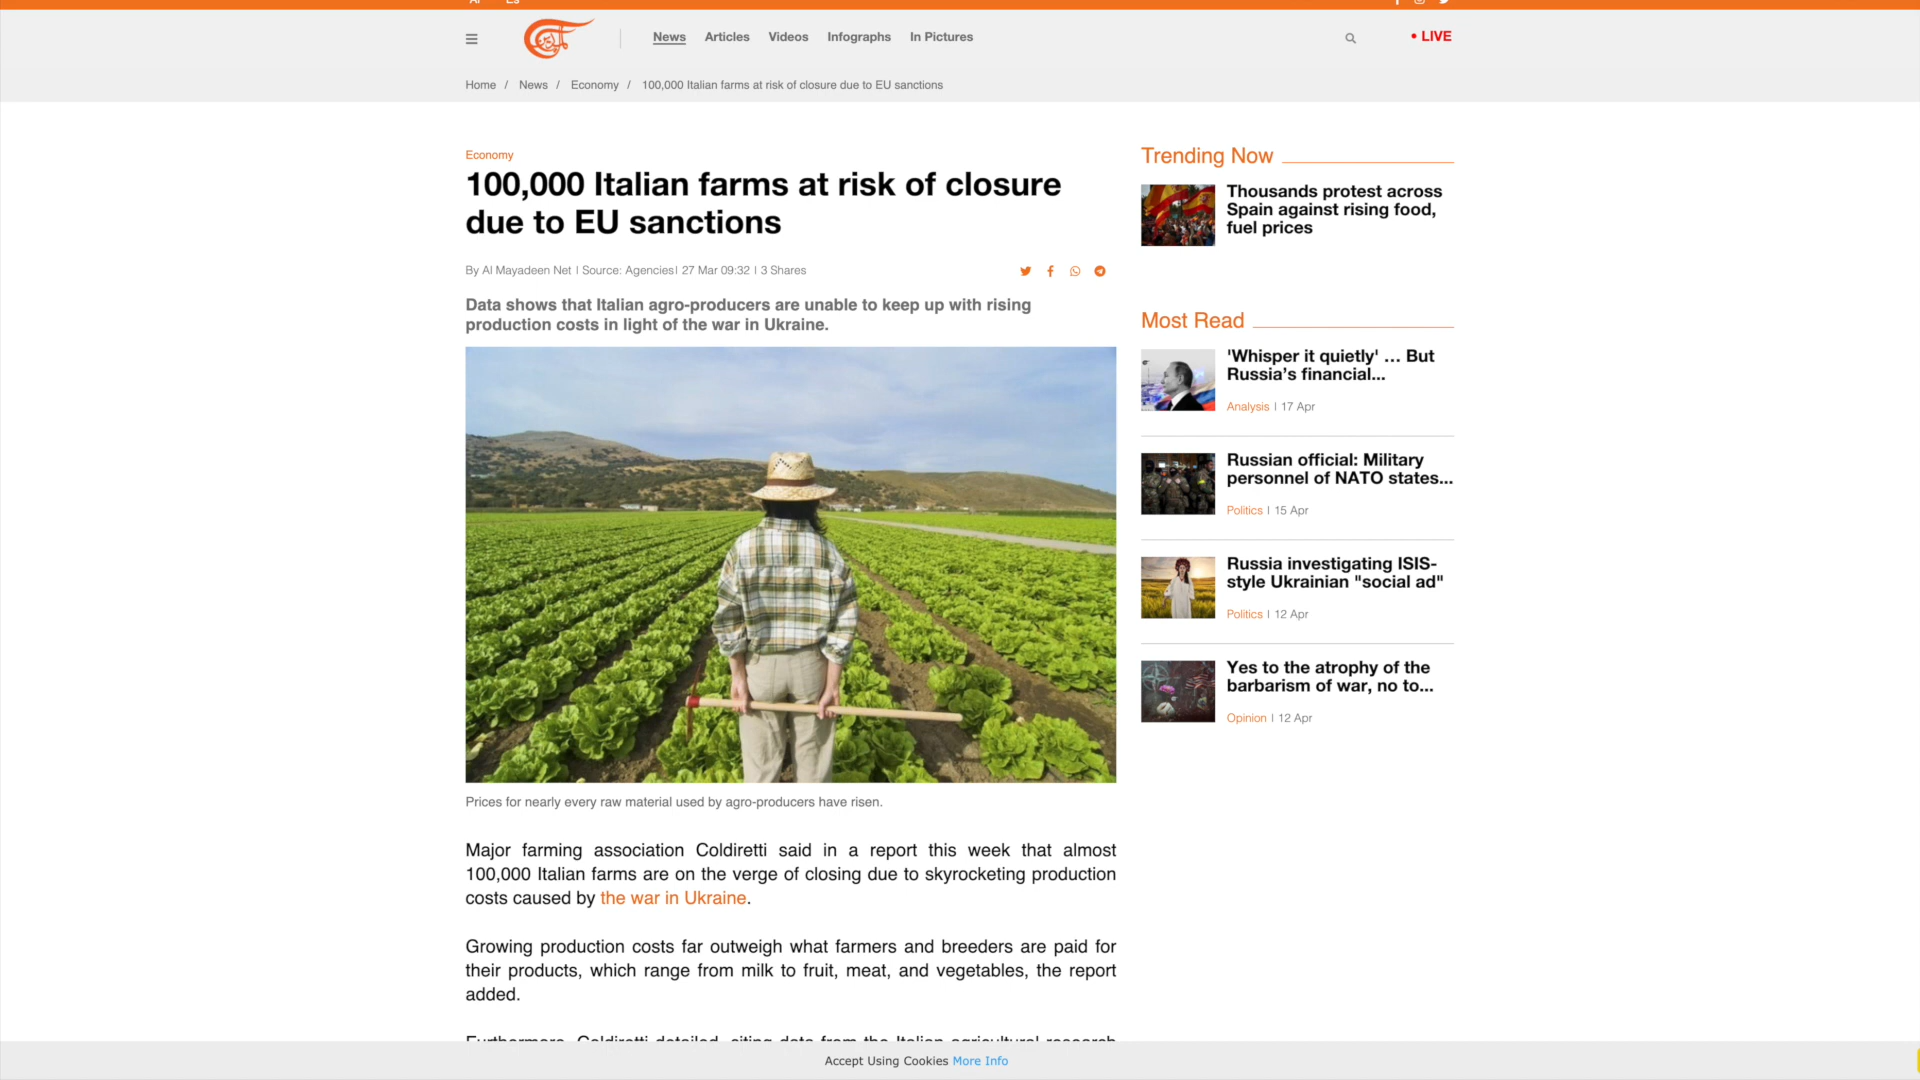 News Articles Videos Infographs In Pictures
• LIVE
Home / News / Economy / 100,000 Italian farms at risk of closure due to EU sanctions
Economy
100,000 Italian farms at risk of closure
due to EU sanctions
By Al Mayadeen Net | Source: Agencies| 27 Mar 09:32 | 3 Shares
Data shows that Italian agro-producers are unable to keep up with rising
production costs in light of the war in Ukraine.
Prices for nearly every raw material used by agro-producers have risen.
Major farming association Coldiretti said in a report this week that almost
100,000 Italian farms are on the verge of closing due to skyrocketing production
costs caused by the war in Ukraine.
Growing production costs far outweigh what farmers and breeders are paid for
their products, which range from milk to fruit, meat, and vegetables, the report
added.
Furthermore, Coldiretti detailed, citing data from the Italian agricultural research
Trending Now
Thousands protest across
Spain against rising food,
fuel prices
Most Read
'Whisper it quietly' ... But
Russia’s financial...
Analysis | 17 Apr
Russian official: Military
personnel of NATO states...
Politics | 15 Apr
Russia investigating ISIS-
style Ukrainian "social ad"
Politics | 12 Apr
Yes to the atrophy of the
barbarism of war, no to...
Opinion | 12 Apr
Accept Using Cookies More Info